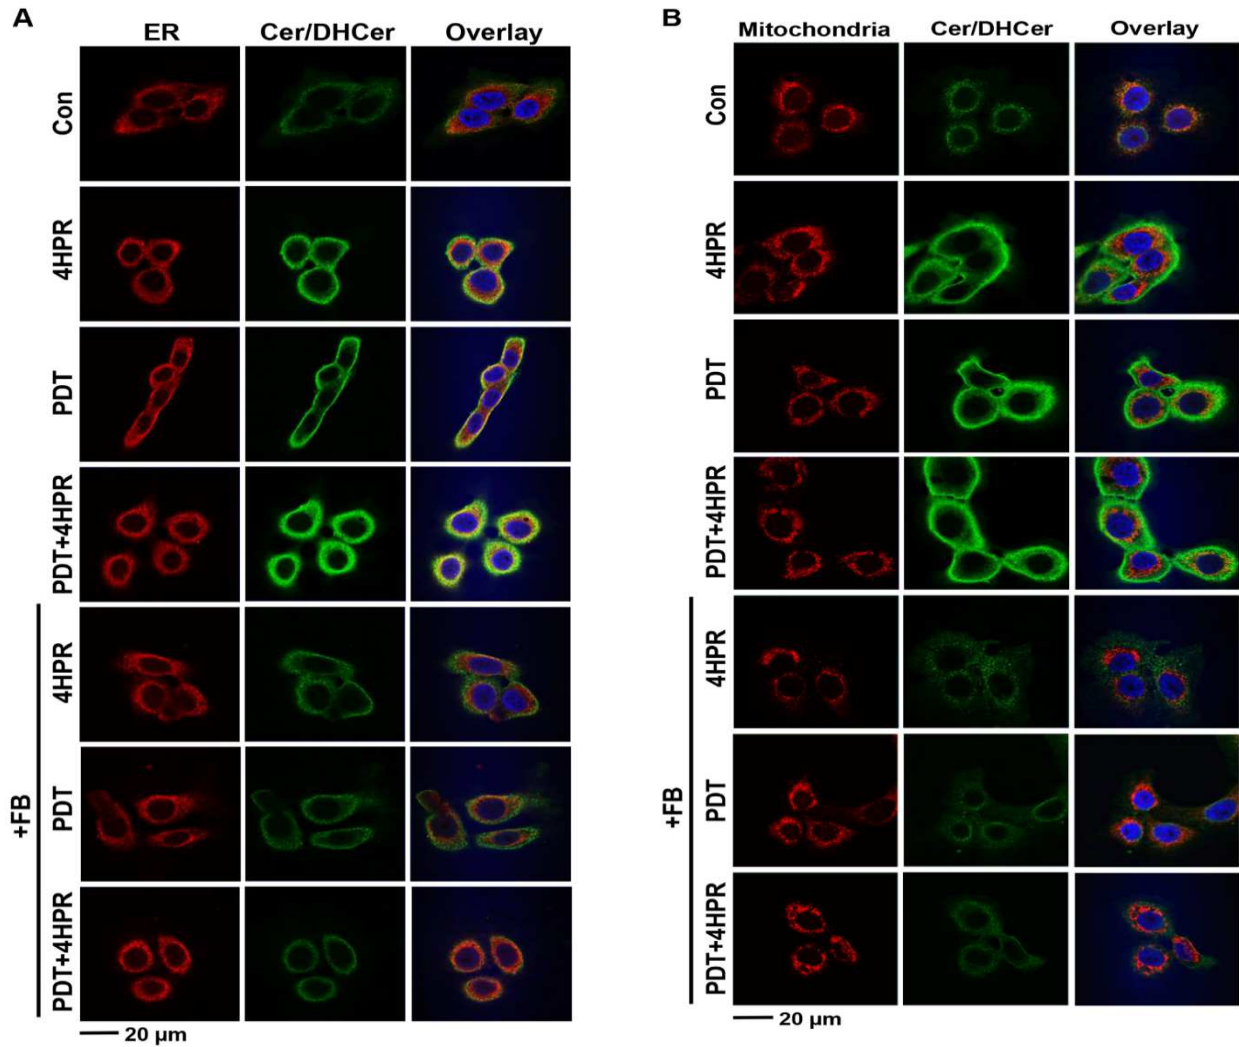 A
ER Cer/DHCer Overlay
Con
4HPR
PDT
PDT+4HPR
+FB
4HPR
PDT
PDT+4HPR
20 µm
B
Mitochondria Cer/DHCer Overlay
Con
4HPR
PDT
PDT+4HPR
+FB
4HPR
PDT
PDT+4HPR
20 µm